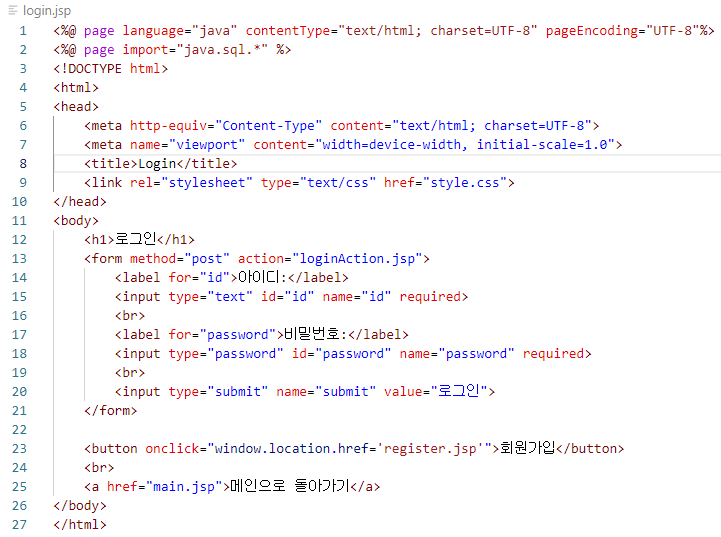 login.jsp
1 <%@ page language="java" contentType="text/html; charset=UTF-8" pageEncoding="UTF-8"%>
2 <%@ page import="java.sql.*" %>
3 <!DOCTYPE html>
4 <html>
5 <head>
6     <meta http-equiv="Content-Type" content="text/html; charset=UTF-8">
7     <meta name="viewport" content="width=device-width, initial-scale=1.0">
8     <title>Login</title>
9     <link rel="stylesheet" type="text/css" href="style.css">
10 </head>
11 <body>
12     <h1>로그인</h1>
13     <form method="post" action="loginAction.jsp">
14         <label for="id">아이디:</label>
15         <input type="text" id="id" name="id" required>
16         <br>
17         <label for="password">비밀번호:</label>
18         <input type="password" id="password" name="password" required>
19         <br>
20         <input type="submit" name="submit" value="로그인">
21     </form>
22
23     <button onclick="window.location.href='register.jsp'">회원가입</button>
24     <br>
25     <a href="main.jsp">메인으로 돌아가기</a>
26 </body>
27 </html>